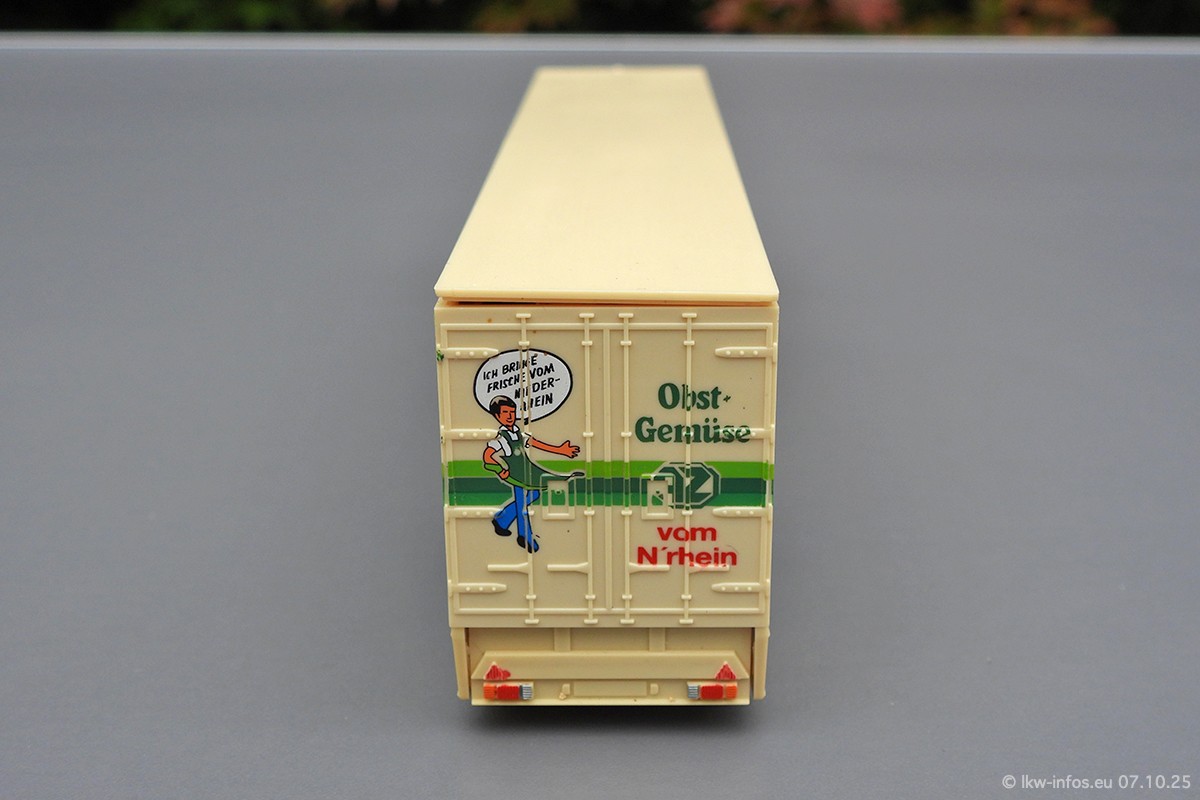 ICH BRINGE
FRISCHE VOM
NIEDER-
RHEIN
Obst-
Gemüse
vom
N´rhein
© lkw-infos.eu 07.10.25